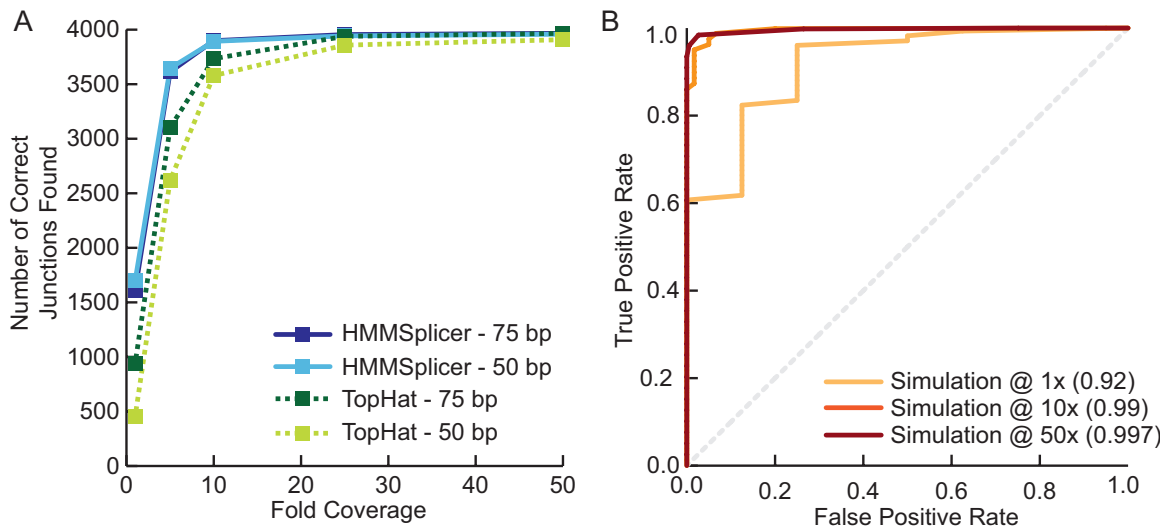 A
Number of Correct
Junctions Found
4000
3500
3000
2500
2000
1500
1000
500
0
0
10
20
30
40
50
Fold Coverage
HMMSplicer - 75 bp
HMMSplicer - 50 bp
TopHat - 75 bp
TopHat - 50 bp
B
True Positive Rate
1.0
0.8
0.6
0.4
0.2
0.0
0.0
0.2
0.4
0.6
0.8
1.0
False Positive Rate
Simulation @ 1x (0.92)
Simulation @ 10x (0.99)
Simulation @ 50x (0.997)